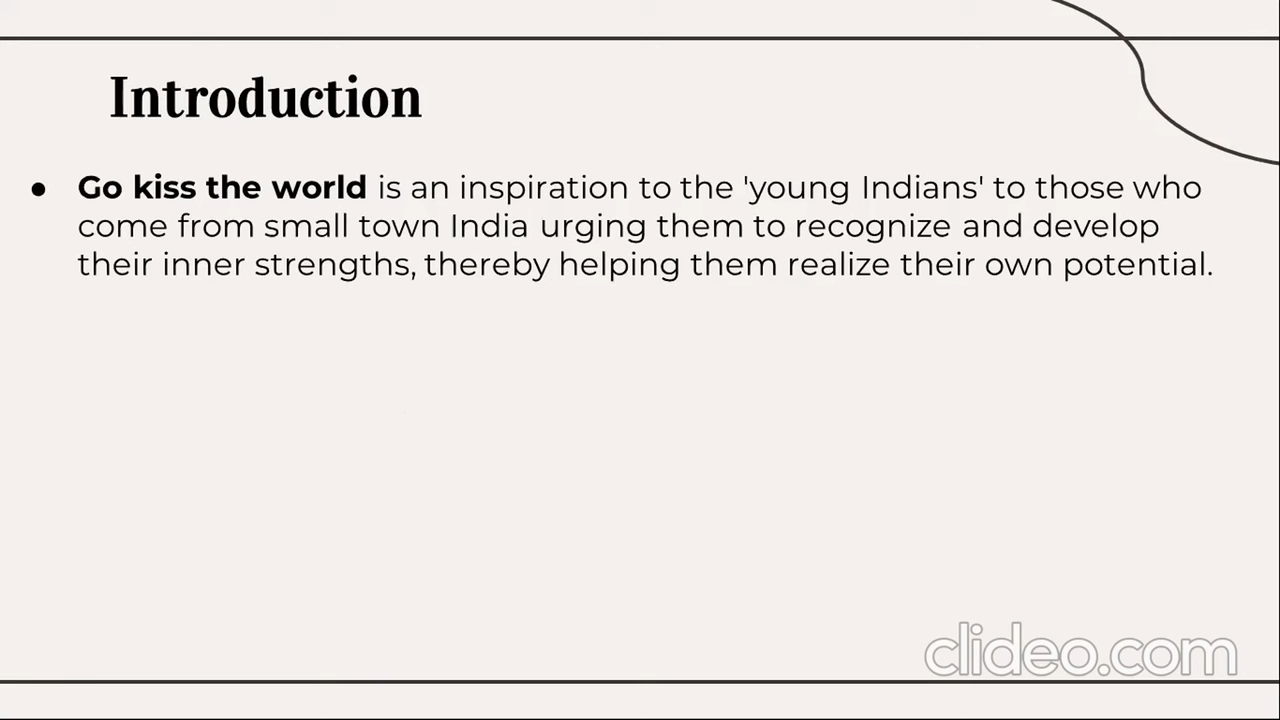 Introduction
● Go kiss the world is an inspiration to the 'young Indians' to those who
come from small town India urging them to recognize and develop
their inner strengths, thereby helping them realize their own potential.
clideo.com